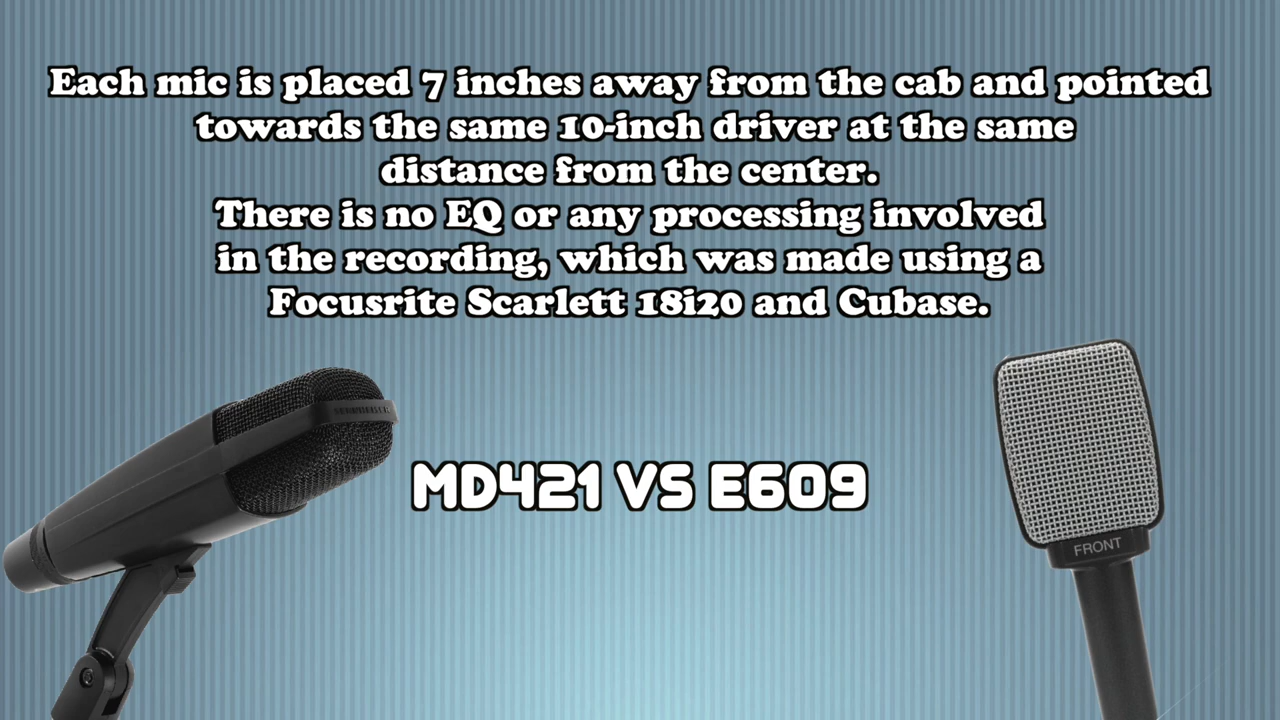 Each mic is placed 7 inches away from the cab and pointed
towards the same 10-inch driver at the same
distance from the center.
There is no EQ or any processing involved
in the recording, which was made using a
Focusrite Scarlett 18i20 and Cubase.
MD421 VS E609
FRONT